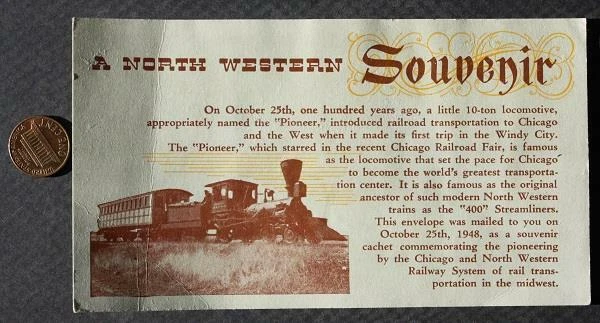 A NORTH WESTERN Souvenir
On October 25th, one hundred years ago, a little 10-ton locomotive,
appropriately named the "Pioneer," introduced railroad transportation to Chicago
and the West when it made its first trip in the Windy City.
The "Pioneer," which starred in the recent Chicago Railroad Fair, is famous
as the locomotive that set the pace for Chicago
to become the world's greatest transporta-
tion center. It is also famous as the original
ancestor of such modern North Western
trains as the "400" Streamliners.
This envelope was mailed to you on
October 25th, 1948, as a souvenir
cachet commemorating the pioneering
by the Chicago and North Western
Railway System of rail trans-
portation in the midwest.
ONE CENT
UNITED STATES